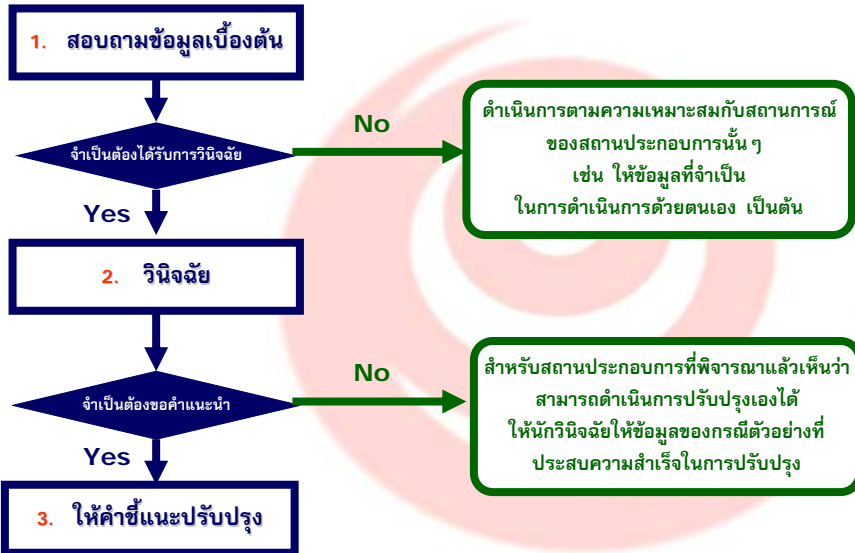 1. สอบถามข้อมูลเบื้องต้น
จำเป็นต้องได้รับการวินิจฉัย
No
ดำเนินการตามความเหมาะสมกับสถานการณ์
ของสถานประกอบการนั้น ๆ
เช่น ให้ข้อมูลที่จำเป็น
ในการดำเนินการด้วยตนเอง เป็นต้น
Yes
2. วินิจฉัย
จำเป็นต้องขอคำแนะนำ
No
สำหรับสถานประกอบการที่พิจารณาแล้วเห็นว่า
สามารถดำเนินการปรับปรุงเองได้
ให้นักวินิจฉัยให้ข้อมูลของกรณีตัวอย่างที่
ประสบความสำเร็จในการปรับปรุง
Yes
3. ให้คำชี้แนะปรับปรุง